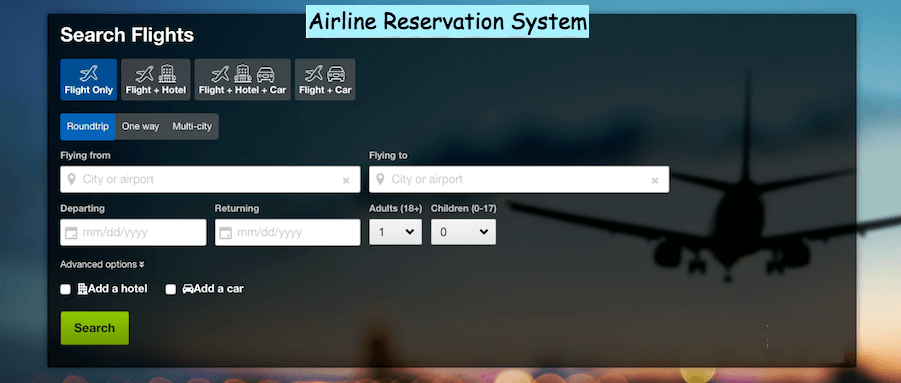 Airline Reservation System
Search Flights
Flight Only Flight + Hotel Flight + Hotel + Car Flight + Car
Roundtrip One way Multi-city
Flying from Flying to
City or airport × City or airport ×
Departing Returning Adults (18+) Children (0-17)
mm/dd/yyyy mm/dd/yyyy 1 0
Advanced options
Add a hotel Add a car
Search